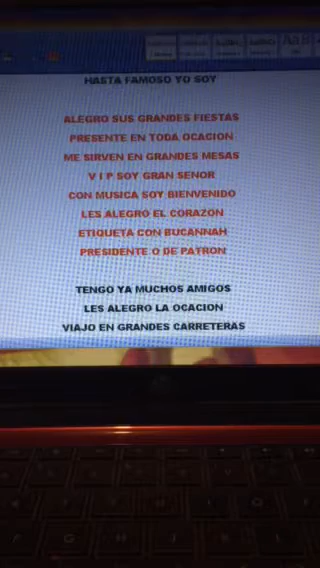 HASTA FAMOSO YO SOY
ALEGRO SUS GRANDES FIESTAS
PRESENTE EN TODA OCACION
ME SIRVEN EN GRANDES MESAS
V I P SOY GRAN SENOR
CON MUSICA SOY BIENVENIDO
LES ALEGRO EL CORAZON
ETIQUETA CON BUCANNAH
PRESIDENTE O DE PATRON
TENGO YA MUCHOS AMIGOS
LES ALEGRO LA OCACION
VIAJO EN GRANDES CARRETERAS